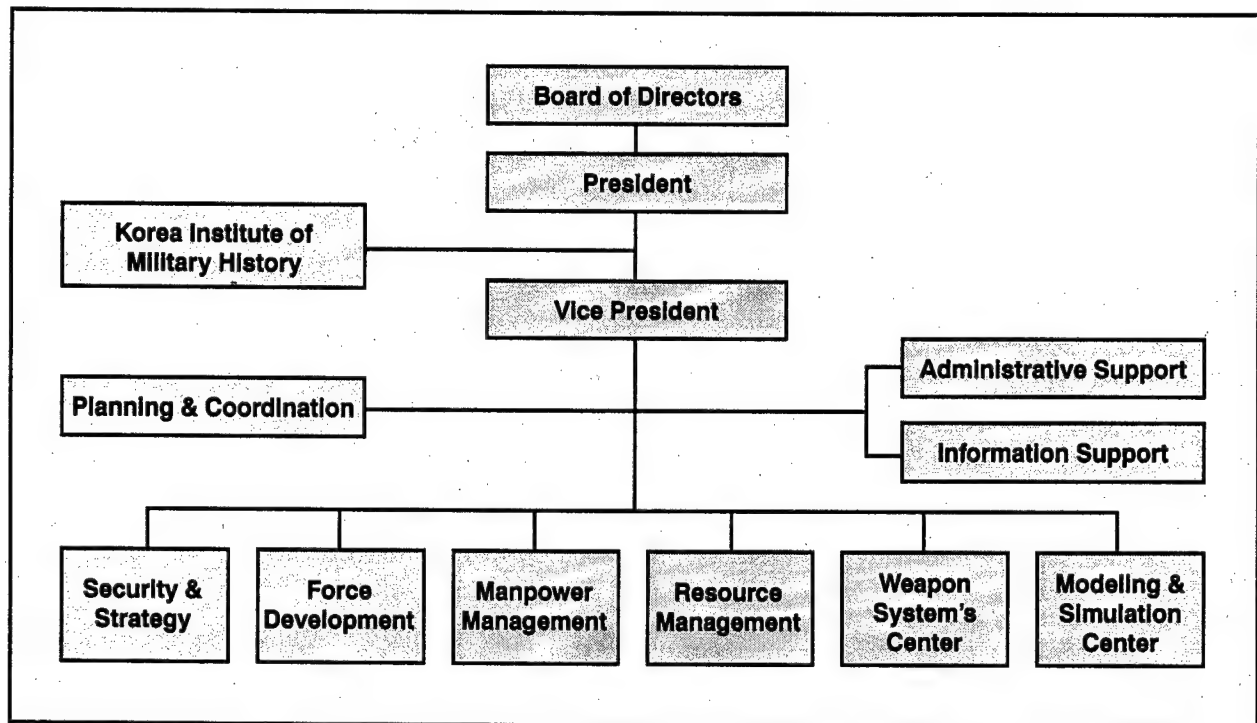 Board of Directors
President
Korea Institute of
Military History
Vice President
Administrative Support
Planning & Coordination
Information Support
Security &
Strategy
Force
Development
Manpower
Management
Resource
Management
Weapon
System's
Center
Modeling &
Simulation
Center